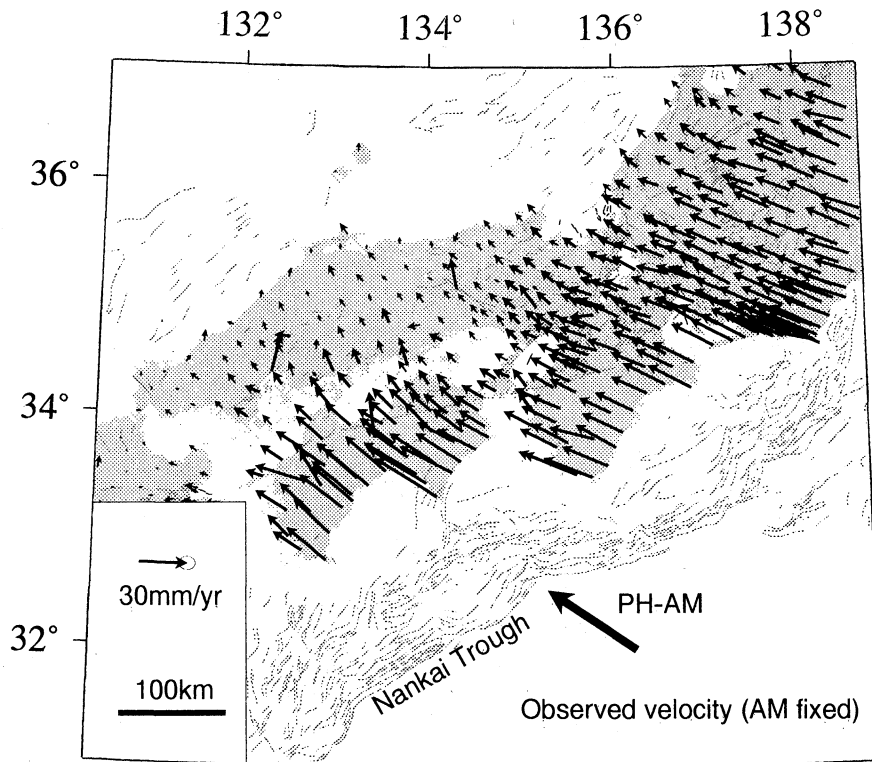 132° 134° 136° 138°
36°
34°
32°
30mm/yr
100km
PH-AM
Nankai Trough
Observed velocity (AM fixed)